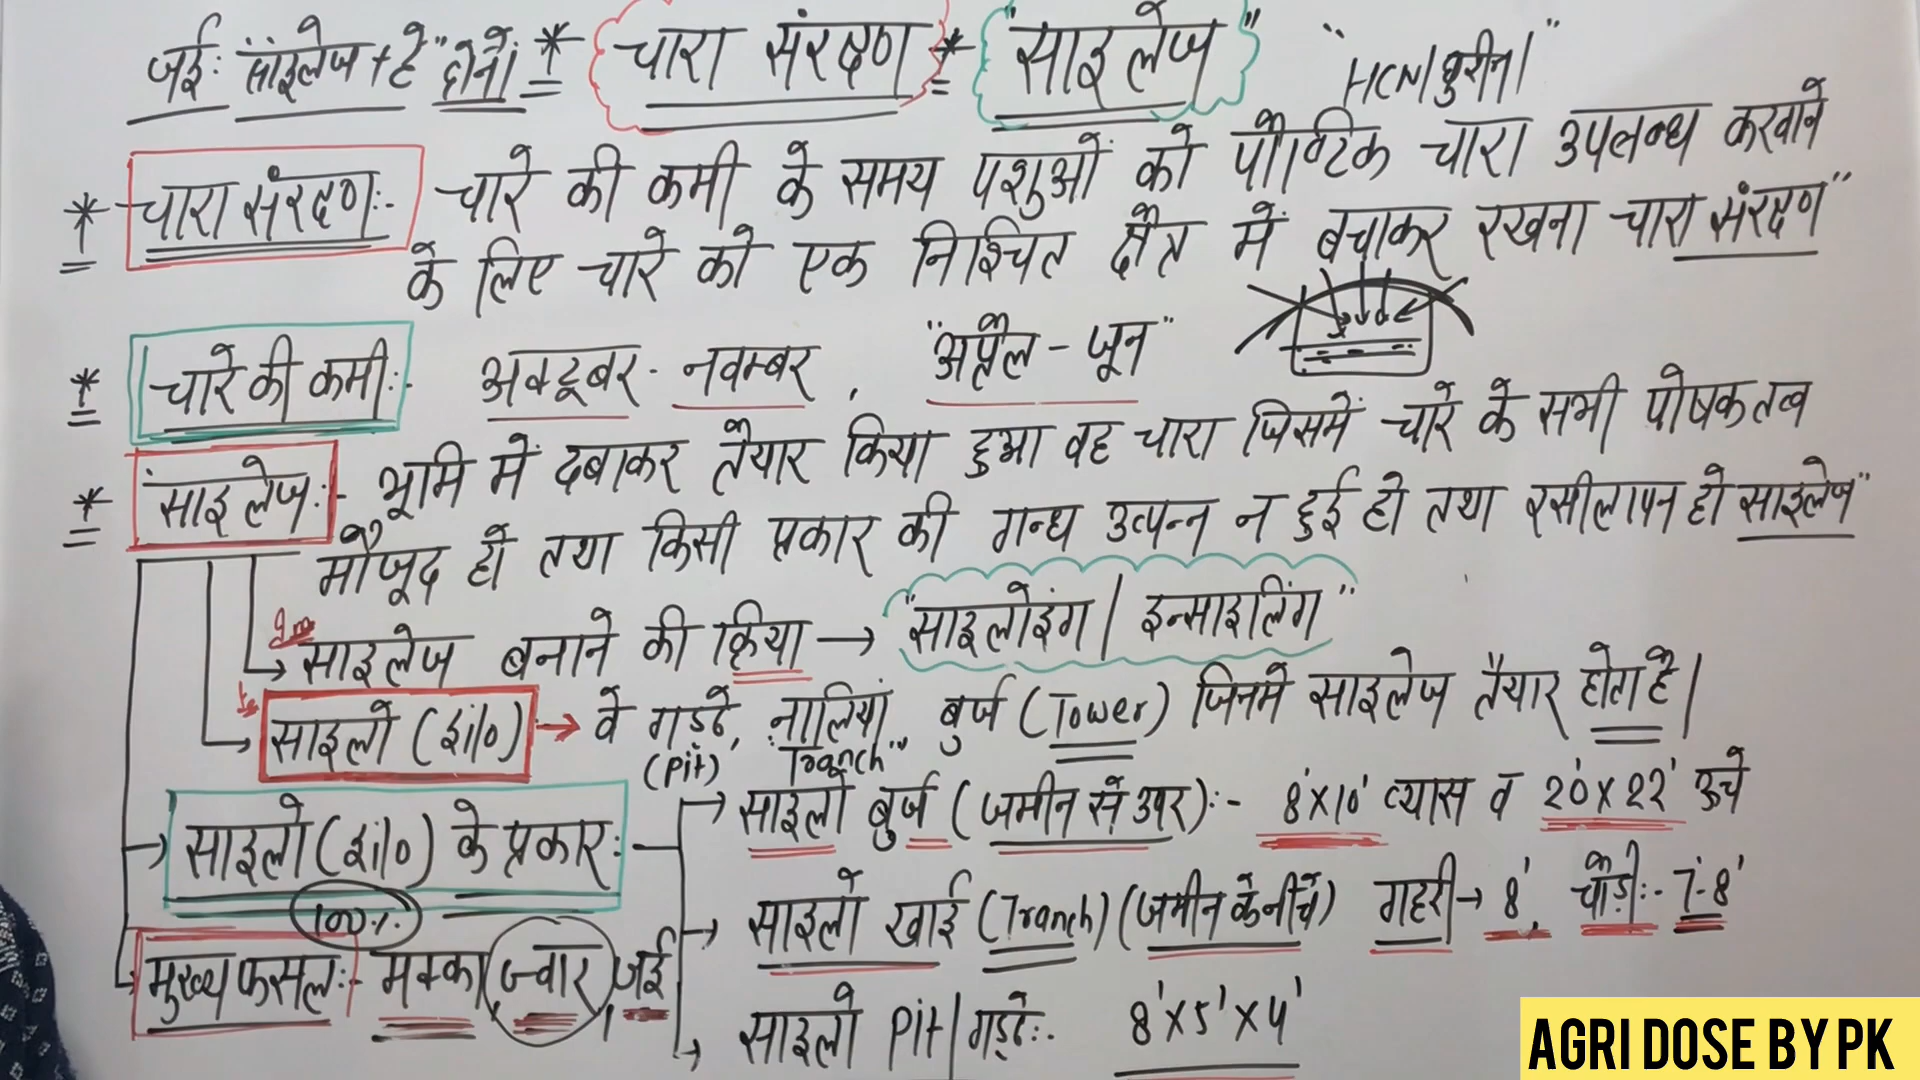 जई: साइलेज + हे" दोनों * चारा संरक्षण * "साइलेज" "HCN/धुरीन/"
* चारा संरक्षण:- चारे की कमी के समय पशुओं को पौष्टिक चारा उपलब्ध करवाने
के लिए चारे को एक निश्चित क्षेत्र में बचाकर रखना चारा संरक्षण"
* चारे की कमी:- अक्टूबर - नवम्बर, "अप्रैल - जून"
* साइलेज:- भूमि में दबाकर तैयार किया हुआ वह चारा जिसमें चारे के सभी पोषक तत्व
मौजूद हो तथा किसी प्रकार की गन्ध उत्पन्न न हुई हो तथा रसीलापन हो साइलेज"
साइलेज बनाने की क्रिया → "साइलोइंग / इन्साइलिंग"
साइलो (Silo) → वे गड्ढे, नालियां, बुर्ज (Tower) जिनमें साइलेज तैयार होता है |
(Pit) Tranch"
साइलो (Silo) के प्रकार:- → साइलो बुर्ज (जमीन से उपर):- 8'x10' व्यास व 20'x22' ऊंचे
→ साइलो खाई (Tranch) (जमीन के नीचे) गहरी → 8', चौड़ी:- 7'-8'
100%
मुख्य फसल:- मक्का, ज्वार, जई
→ साइलो Pit / गड्ढे:- 8'x5'x4'
AGRI DOSE BY PK